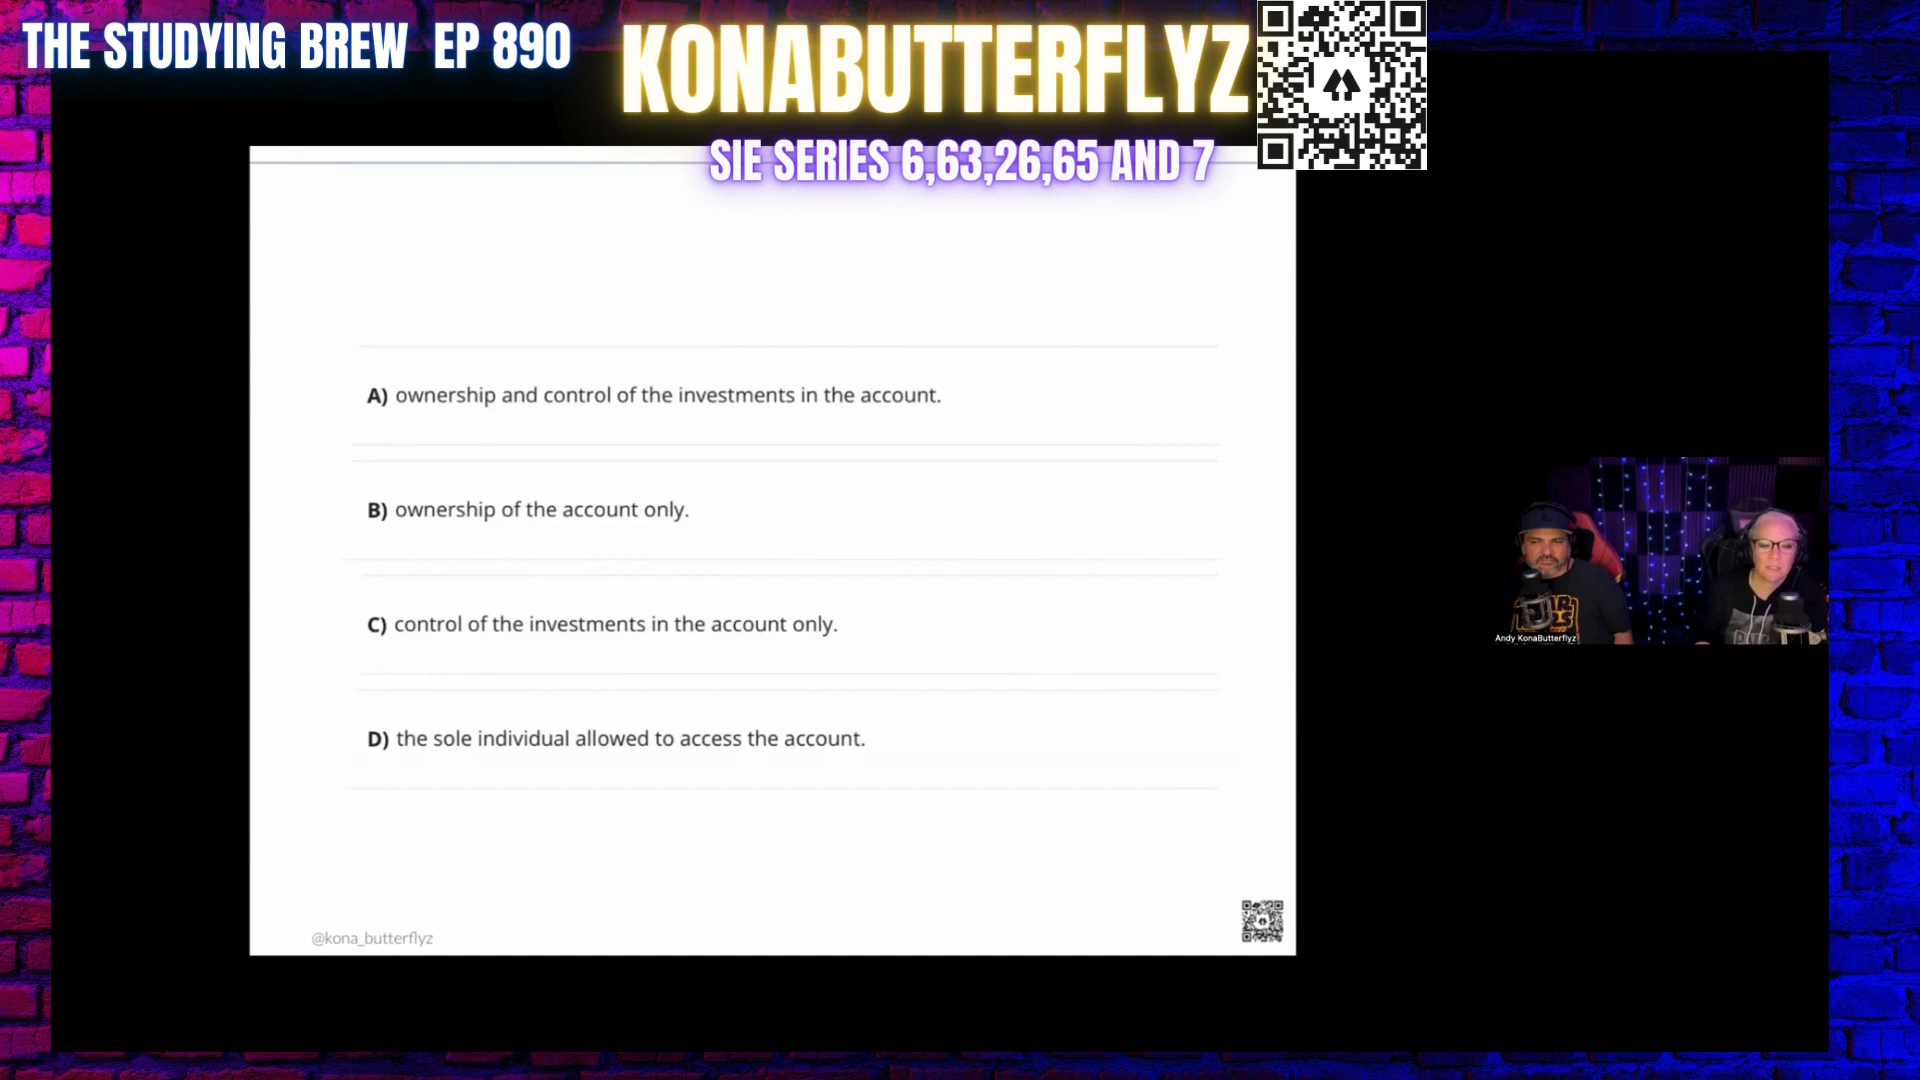 THE STUDYING BREW EP 890
KONABUTTERFLYZ
SIE SERIES 6,63,26,65 AND 7
A) ownership and control of the investments in the account.
B) ownership of the account only.
C) control of the investments in the account only.
D) the sole individual allowed to access the account.
Andy KonaButterflyz
@kona_butterflyz